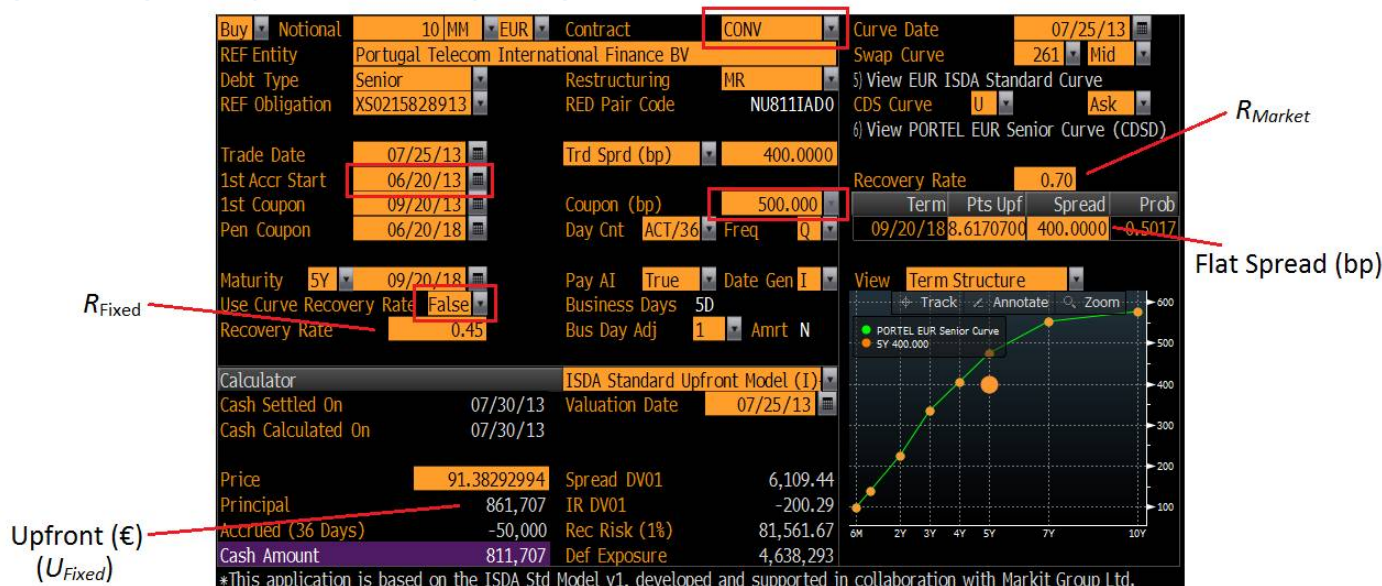 Buy Notional 10 MM EUR Contract CONV Curve Date 07/25/13
REF Entity Portugal Telecom International Finance BV Swap Curve 261 Mid
Debt Type Senior Restructuring MR 5) View EUR ISDA Standard Curve
REF Obligation XS0215828913 RED Pair Code NU811IAD0 CDS Curve U Ask
6) View PORTEL EUR Senior Curve (CDSD)
R Market
Trade Date 07/25/13 Trd Sprd (bp) 400.0000
1st Accr Start 06/20/13 Recovery Rate 0.70
1st Coupon 09/20/13 Coupon (bp) 500.000 Term Pts Upf Spread Prob
Pen Coupon 06/20/18 Day Cnt ACT/36 Freq Q 09/20/18 8.6170700 400.0000 0.5017
Flat Spread (bp)
Maturity 5Y 09/20/18 Pay AI True Date Gen I View Term Structure
R Fixed
Use Curve Recovery Rate False Business Days 5D Track Annotate Zoom
Recovery Rate 0.45 Bus Day Adj 1 Amrt N
PORTEL EUR Senior Curve
5Y 400.000
600
500
400
300
200
100
6M 2Y 3Y 4Y 5Y 7Y 10Y
Calculator ISDA Standard Upfront Model (I)
Cash Settled On 07/30/13 Valuation Date 07/25/13
Cash Calculated On 07/30/13
Price 91.38292994 Spread DV01 6,109.44
Principal 861,707 IR DV01 -200.29
Accrued (36 Days) -50,000 Rec Risk (1%) 81,561.67
Cash Amount 811,707 Def Exposure 4,638,293
Upfront (€)
(U Fixed)
*This application is based on the ISDA Std Model v1, developed and supported in collaboration with Markit Group Ltd.